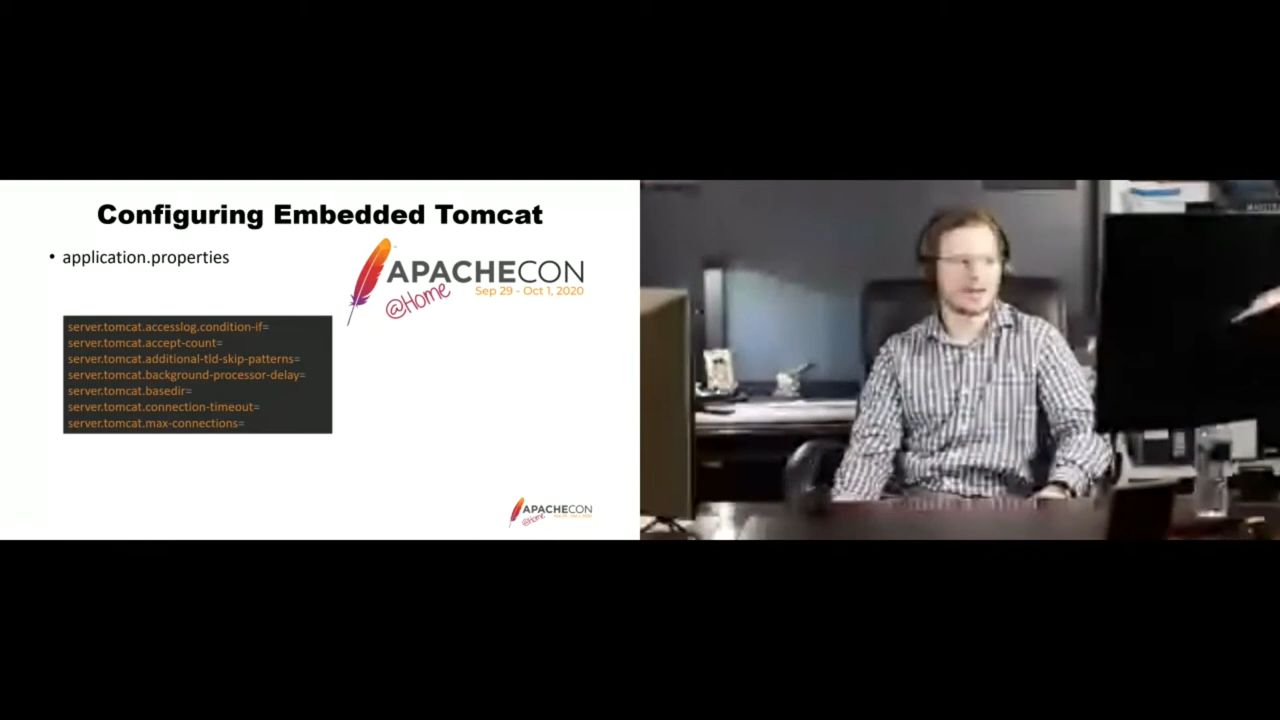 Configuring Embedded Tomcat
• application.properties
APACHECON
@Home
Sep 29 - Oct 1, 2020
server.tomcat.accesslog.condition-if=
server.tomcat.accept-count=
server.tomcat.additional-tld-skip-patterns=
server.tomcat.background-processor-delay=
server.tomcat.basedir=
server.tomcat.connection-timeout=
server.tomcat.max-connections=
APACHECON
@Home